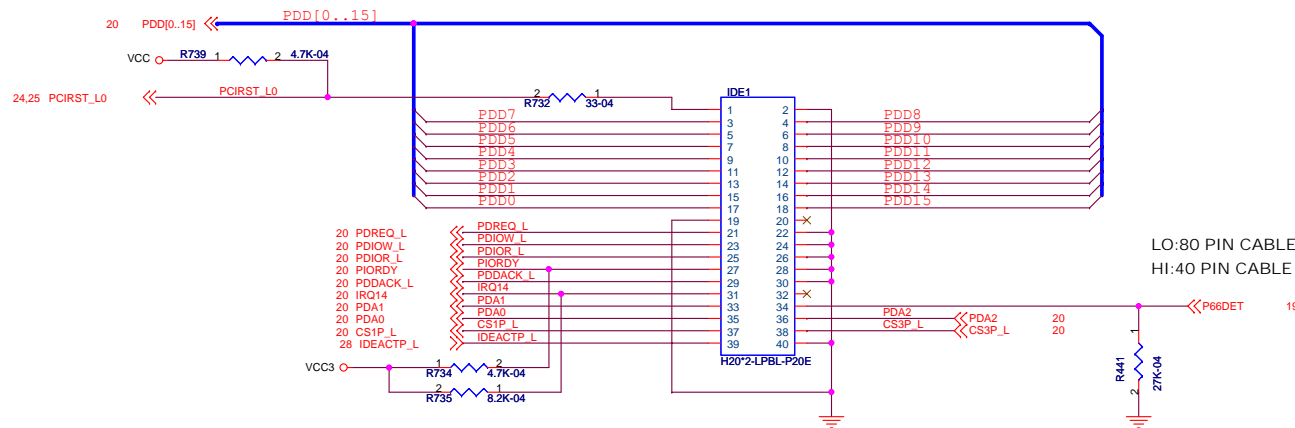 20 PDD[0..15] PDD[0..15]
VCC R739 1 2 4.7K-04
24,25 PCIRST_L0 PCIRST_L0 2 1 R732 33-04
IDE1
1 2
PDD7 3 4 PDD8
PDD6 5 6 PDD9
PDD5 7 8 PDD10
PDD4 9 10 PDD11
PDD3 11 12 PDD12
PDD2 13 14 PDD13
PDD1 15 16 PDD14
PDD0 17 18 PDD15
19 20
20 PDREQ_L PDREQ_L 21 22
20 PDIOW_L PDIOW_L 23 24
20 PDIOR_L PDIOR_L 25 26
20 PIORDY PIORDY 27 28
20 PDDACK_L PDDACK_L 29 30
20 IRQ14 IRQ14 31 32
20 PDA1 PDA1 33 34 P66DET 19
20 PDA0 PDA0 35 36 PDA2 PDA2 20
20 CS1P_L CS1P_L 37 38 CS3P_L CS3P_L 20
28 IDEACTP_L IDEACTP_L 39 40
H20*2-LPBL-P20E
LO:80 PIN CABLE
HI:40 PIN CABLE
VCC3 1 2 R734 4.7K-04
2 1 R735 8.2K-04
1 R441 27K-04 2